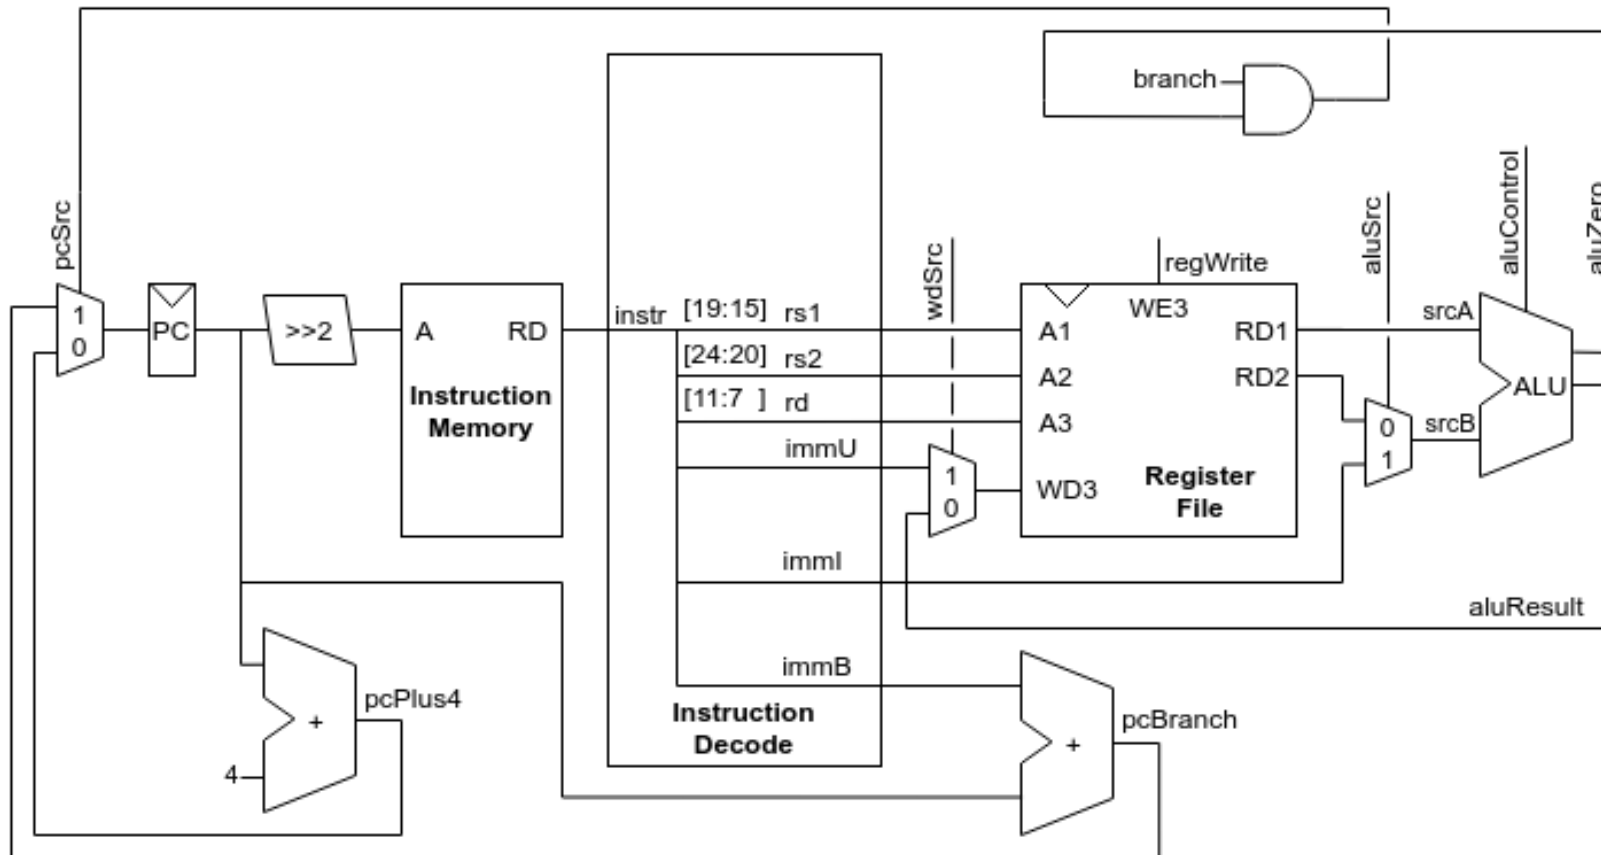 branch
pcSrc
wdSrc
regWrite
aluSrc
aluControl
aluZero
1
0
PC
>>2
A
RD
Instruction
Memory
instr
[19:15] rs1
[24:20] rs2
[11:7 ] rd
immU
immI
immB
Instruction
Decode
1
0
A1
A2
A3
WD3
WE3
RD1
RD2
Register
File
0
1
srcA
srcB
ALU
aluResult
pcPlus4
+
4
pcBranch
+